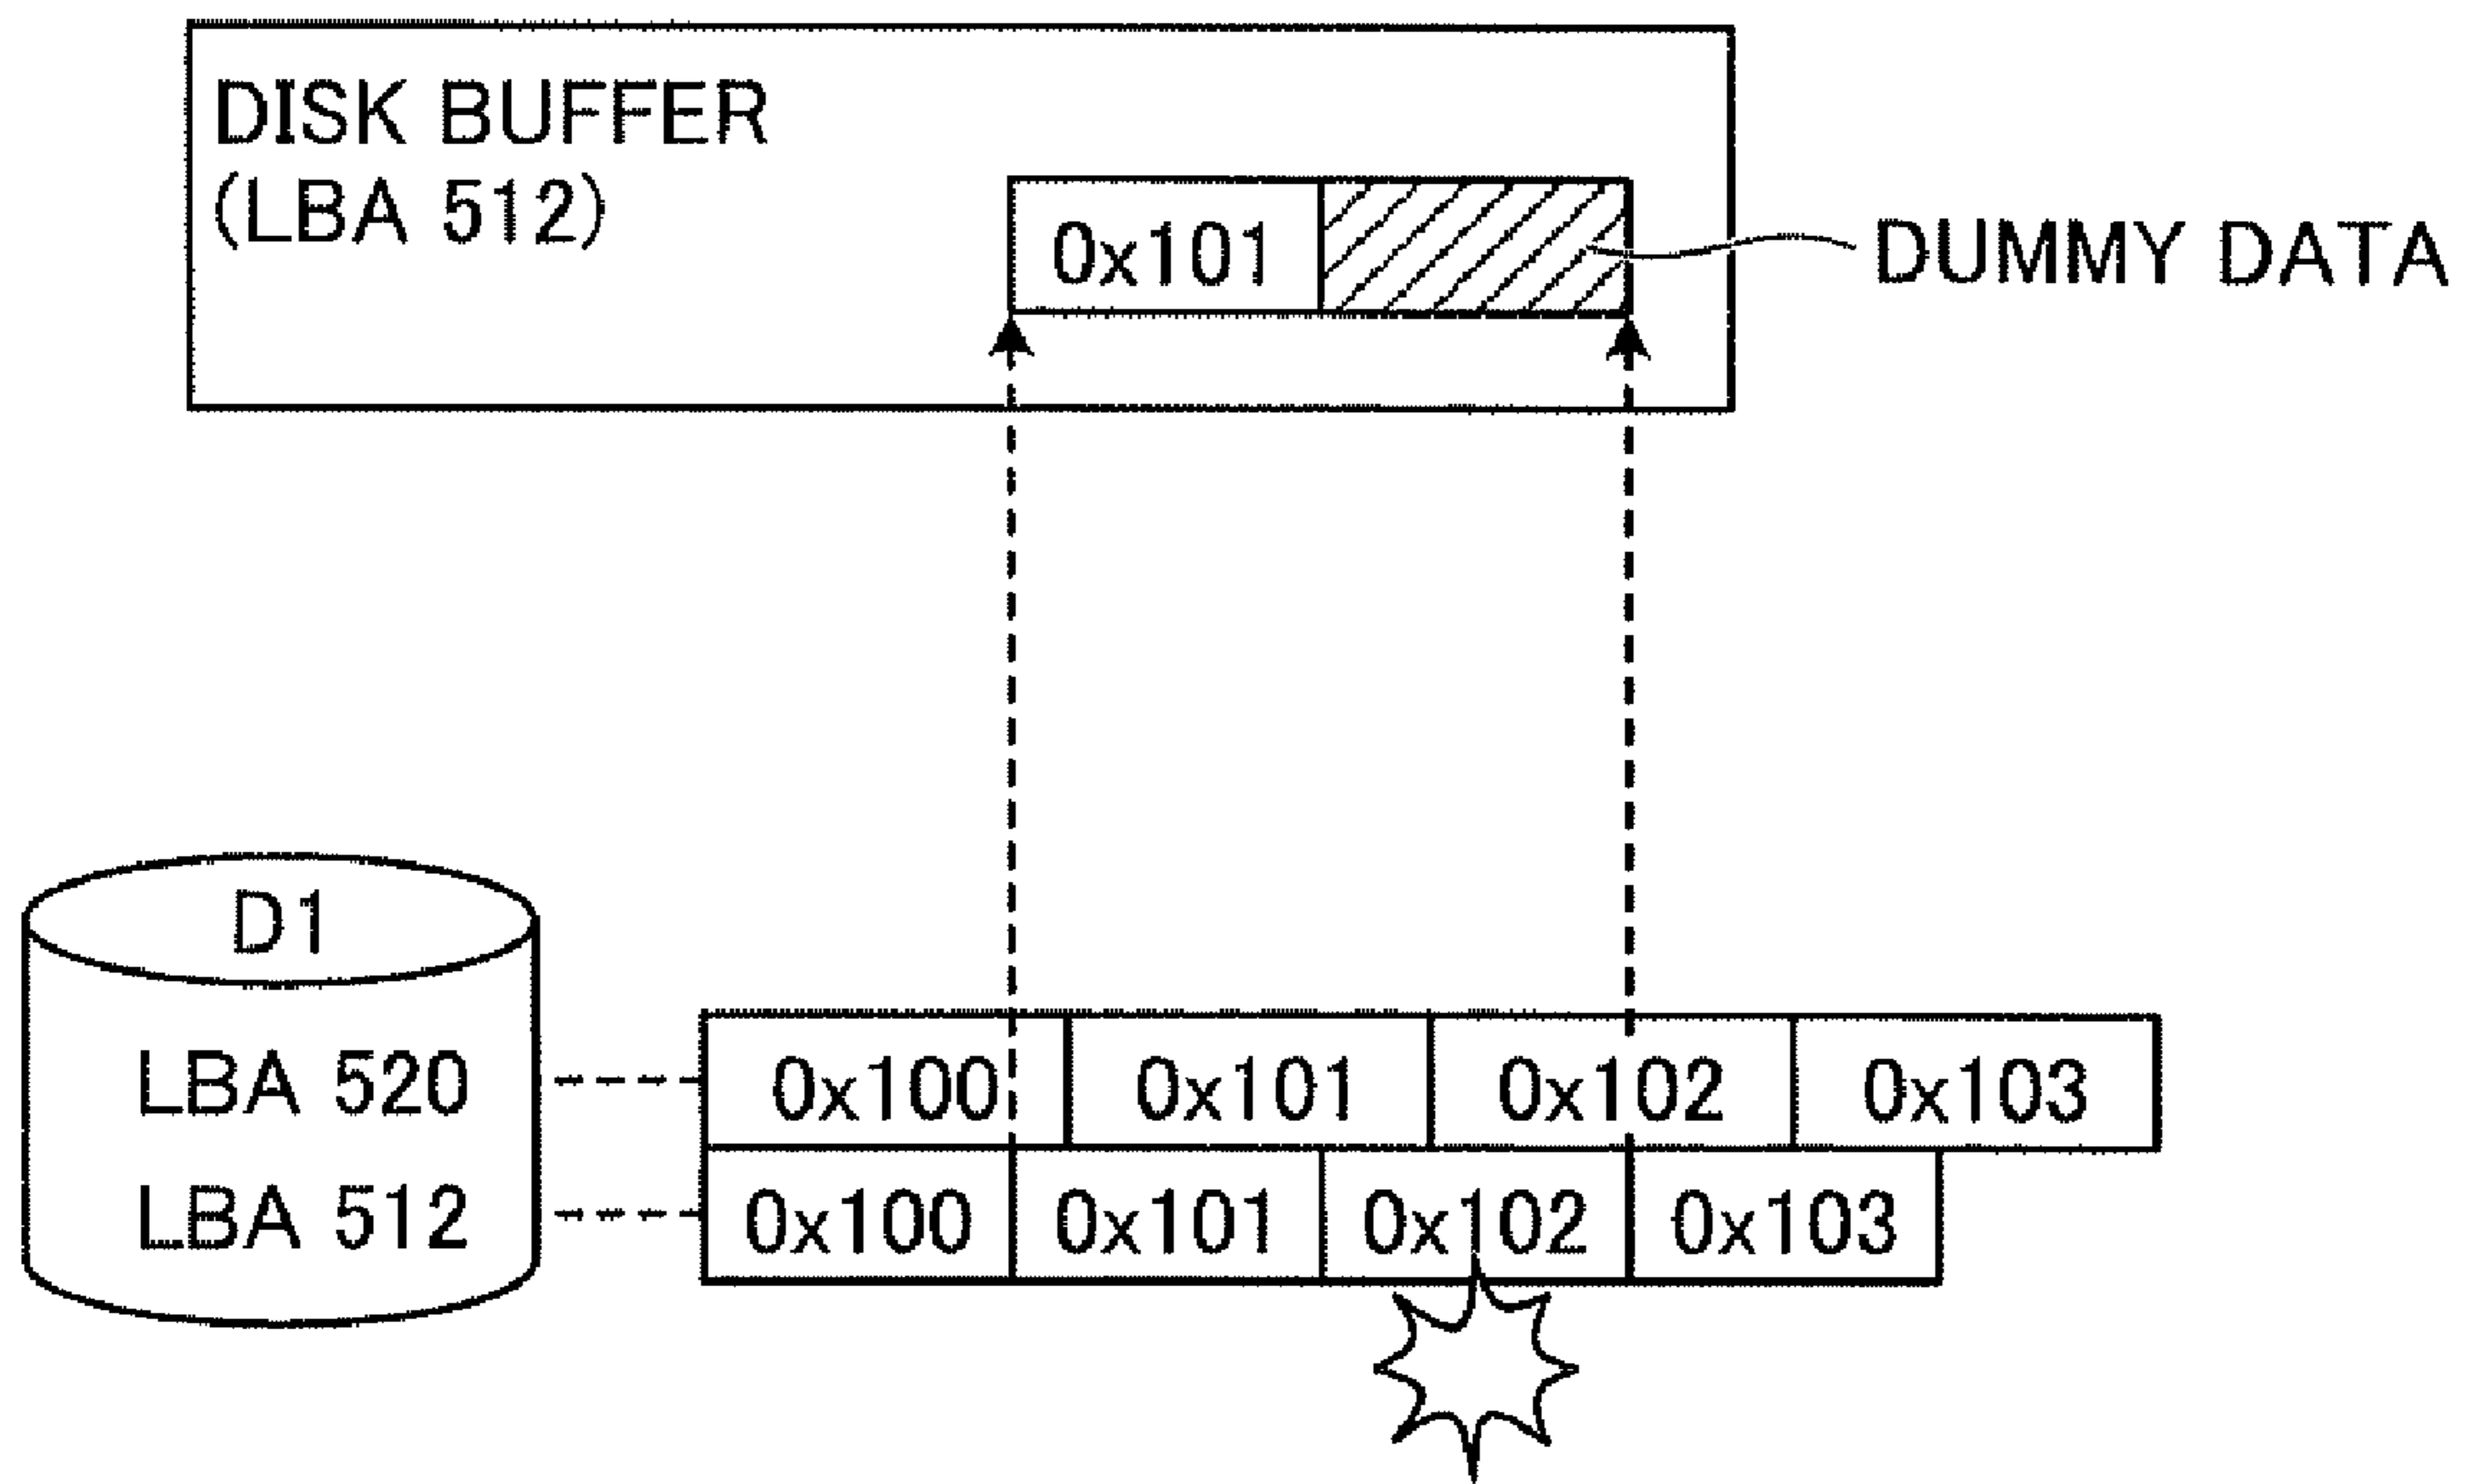 DISK BUFFER
(LBA 512)
0x101
DUMMY DATA
D1
LBA 520
0x100 0x101 0x102 0x103
LBA 512
0x100 0x101 0x102 0x103